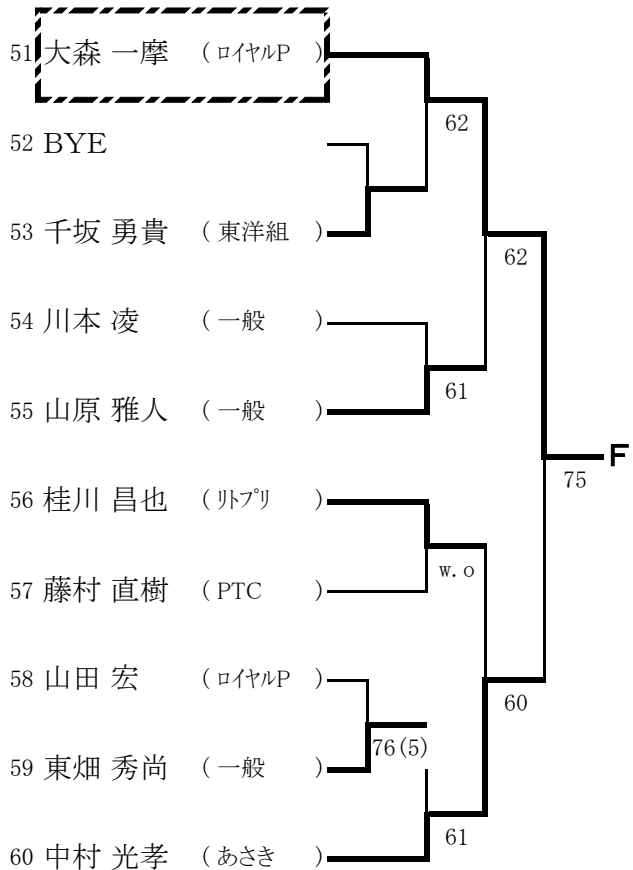 51 大森 一摩 (ロイヤルP )
62
52 BYE
53 千坂 勇貴 (東洋組 )
62
54 川本 凌 (一般 )
61
55 山原 雅人 (一般 )
F
75
56 桂川 昌也 (リトプリ )
w.o
57 藤村 直樹 (PTC )
58 山田 宏 (ロイヤルP )
60
76(5)
59 東畑 秀尚 (一般 )
61
60 中村 光孝 (あさき )